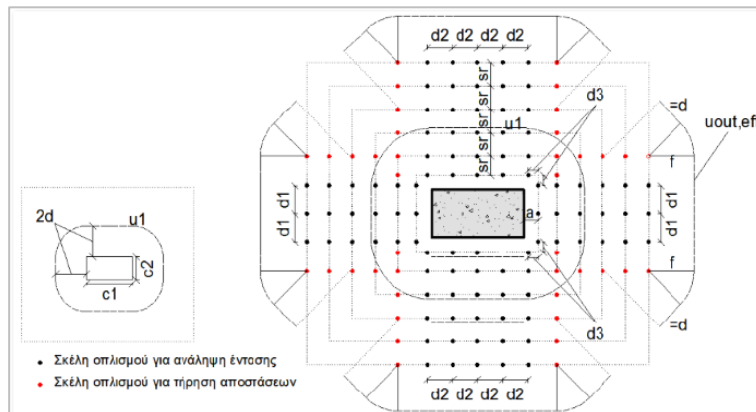 d2 d2 d2 d2
sr
sr
sr
sr
sr
d3
u1
=d
uout,ef
f
d1
d1
a
d1
d1
f
=d
d3
d2 d2 d2 d2
2d
u1
c2
c1
Σκέλη οπλισμού για ανάληψη έντασης
Σκέλη οπλισμού για τήρηση αποστάσεων